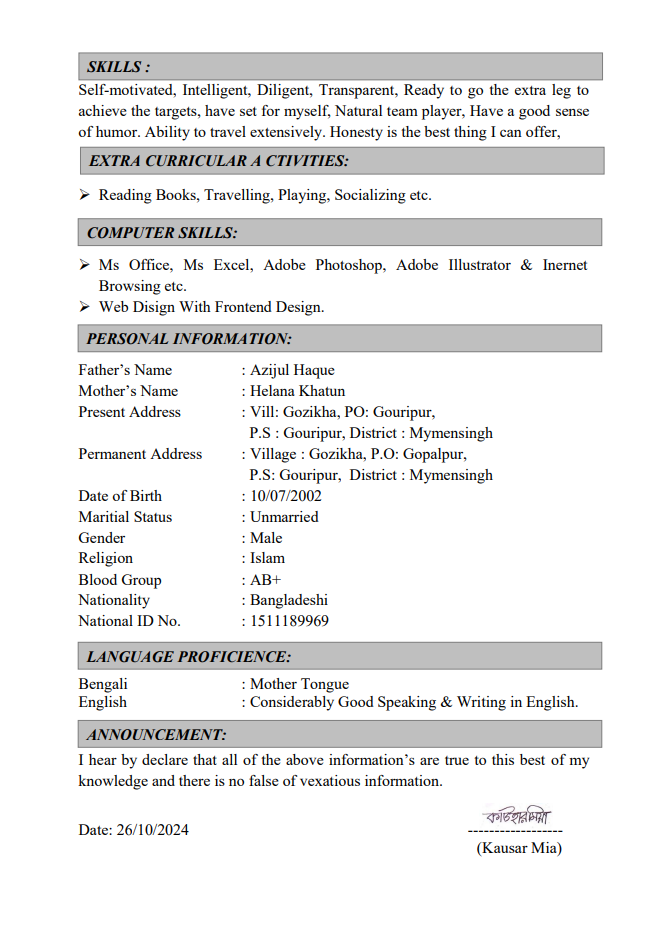 SKILLS :
Self-motivated, Intelligent, Diligent, Transparent, Ready to go the extra leg to
achieve the targets, have set for myself, Natural team player, Have a good sense
of humor. Ability to travel extensively. Honesty is the best thing I can offer,
EXTRA CURRICULAR A CTIVITIES:
➢ Reading Books, Travelling, Playing, Socializing etc.
COMPUTER SKILLS:
➢ Ms Office, Ms Excel, Adobe Photoshop, Adobe Illustrator & Inernet
Browsing etc.
➢ Web Disign With Frontend Design.
PERSONAL INFORMATION:
Father’s Name : Azijul Haque
Mother’s Name : Helana Khatun
Present Address : Vill: Gozikha, PO: Gouripur,
P.S : Gouripur, District : Mymensingh
Permanent Address : Village : Gozikha, P.O: Gopalpur,
P.S: Gouripur, District : Mymensingh
Date of Birth : 10/07/2002
Maritial Status : Unmarried
Gender : Male
Religion : Islam
Blood Group : AB+
Nationality : Bangladeshi
National ID No. : 1511189969
LANGUAGE PROFICIENCE:
Bengali : Mother Tongue
English : Considerably Good Speaking & Writing in English.
ANNOUNCEMENT:
I hear by declare that all of the above information’s are true to this best of my
knowledge and there is no false of vexatious information.
Date: 26/10/2024
------------------
(Kausar Mia)